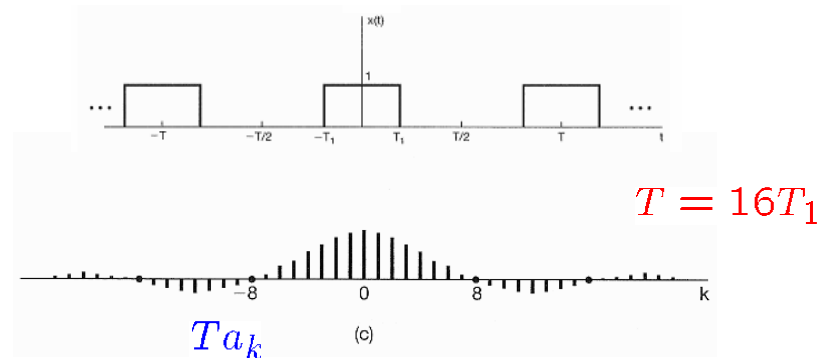 x(t)
1
... ...
−T −T/2 −T₁ T₁ T/2 T t
T = 16T₁
−8 0 8 k
Taₖ (c)